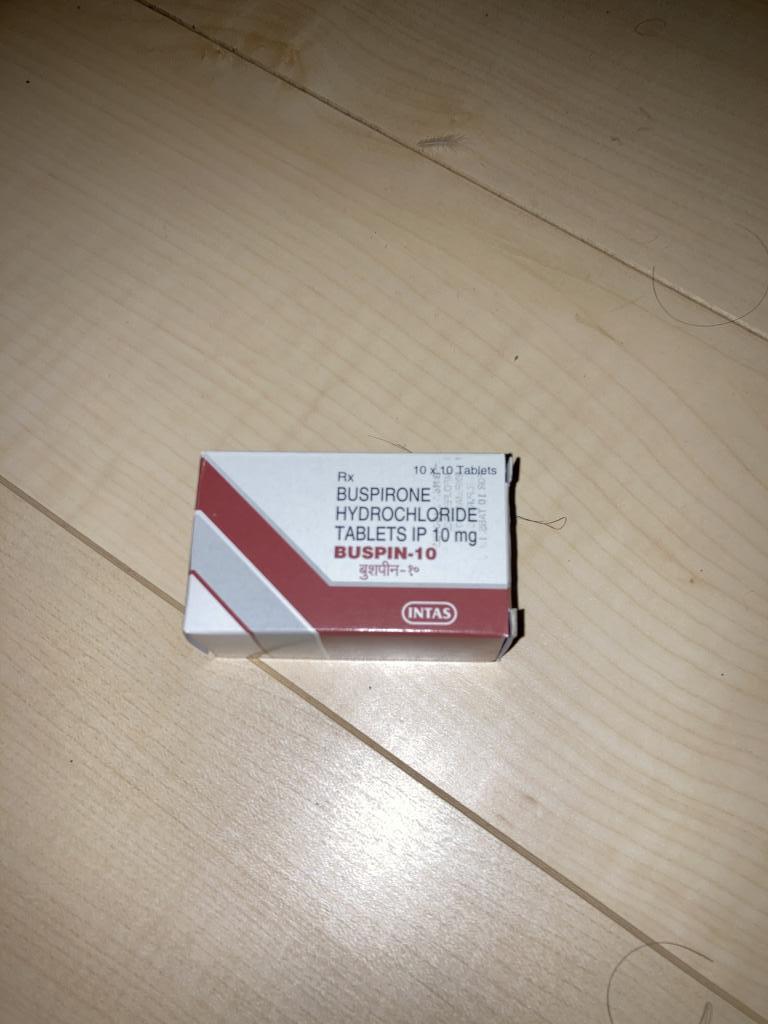 10 x 10 Tablets
Rx
BUSPIRONE
HYDROCHLORIDE
TABLETS IP 10 mg
BUSPIN-10
बुशपीन-१०
INTAS